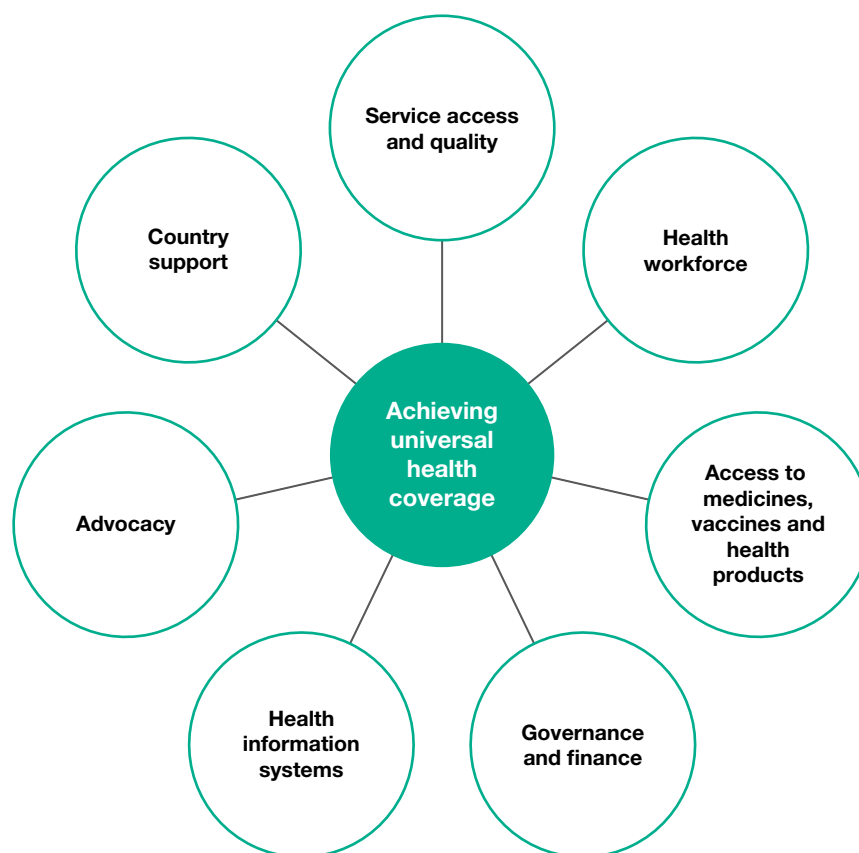 Service access
and quality
Country
support
Health
workforce
Achieving
universal
health
coverage
Access to
medicines,
vaccines and
health
products
Advocacy
Health
information
systems
Governance
and finance